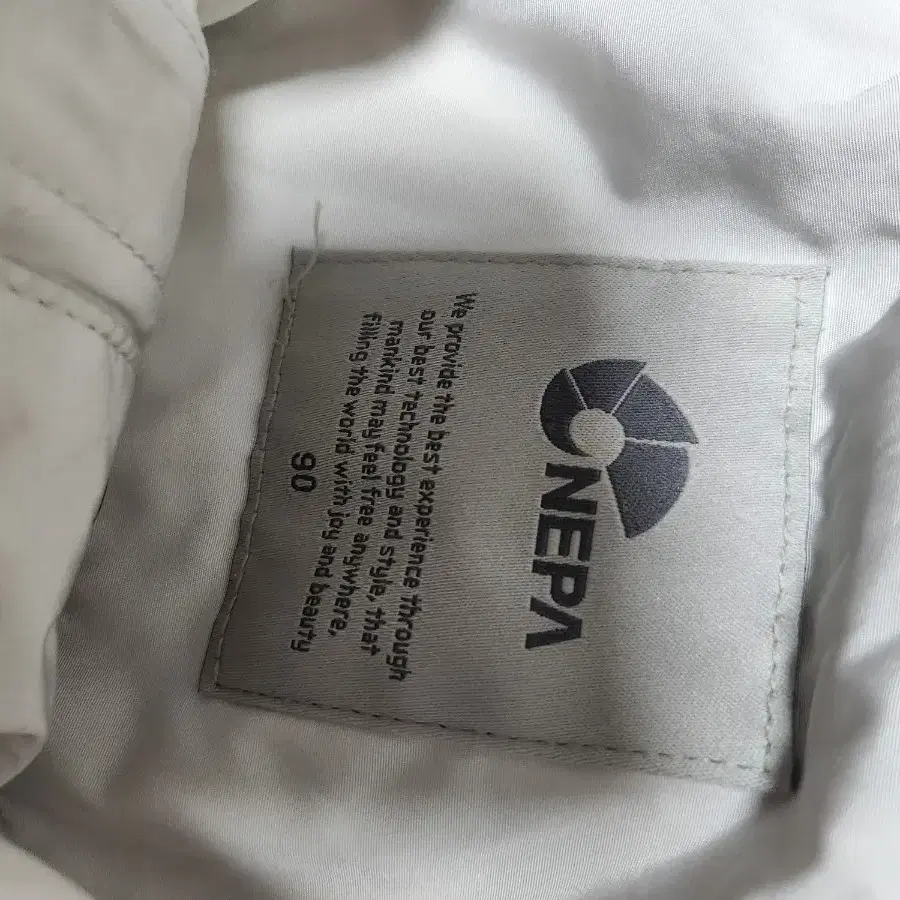 NEPA
We provide the best experience through
our best technology and style, that
mankind may feel free anywhere,
filling the world with joy and beauty
90